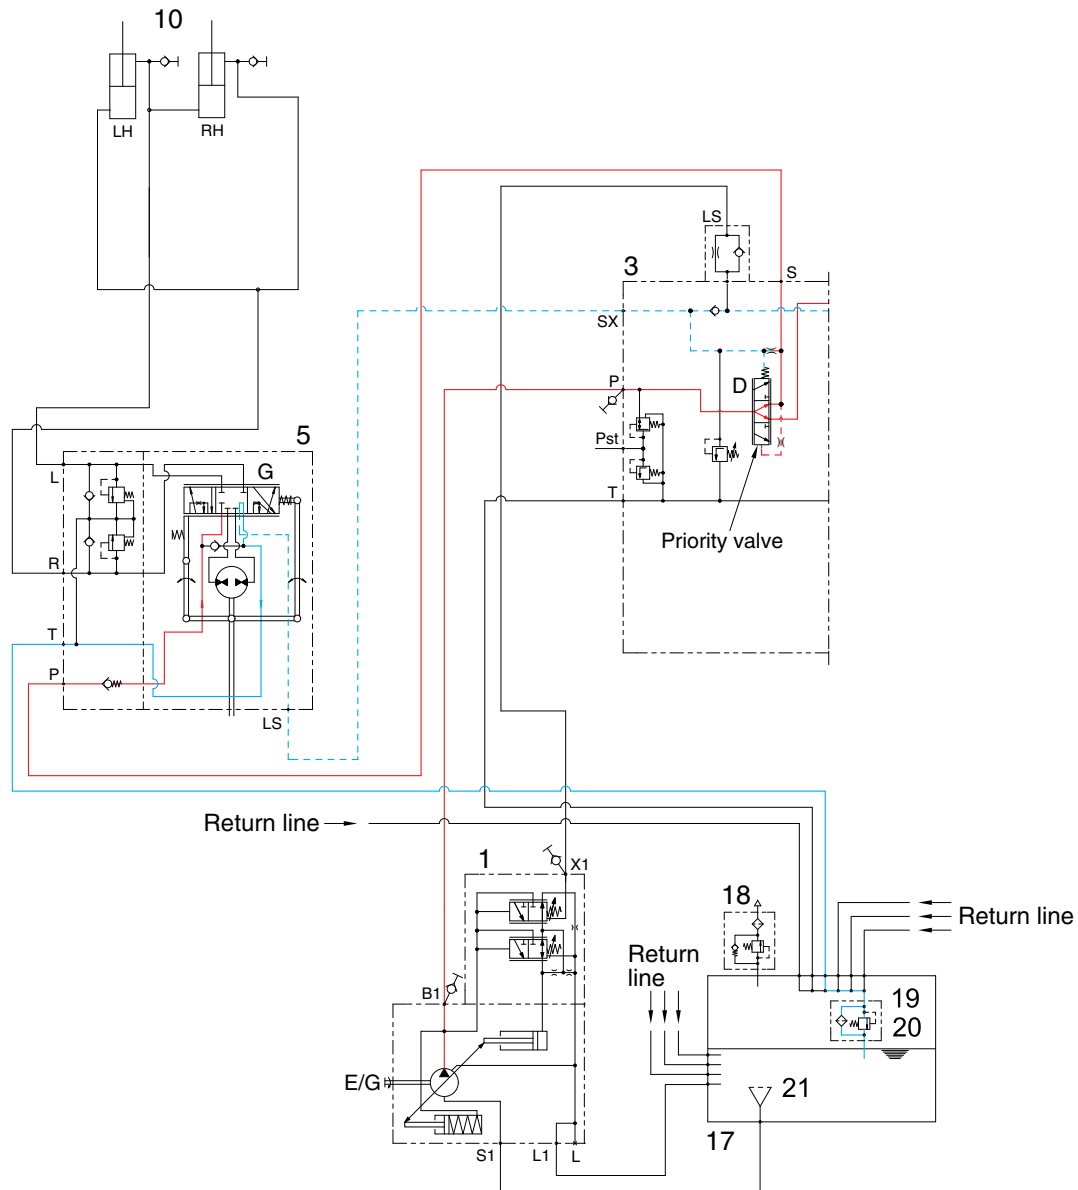 10
LH
RH
LS
3
S
SX
P
D
Pst
T
Priority valve
5
L
G
R
T
P
LS
Return line
1
X1
B1
E/G
S1
L1
L
18
Return line
Return
line
19
20
21
17